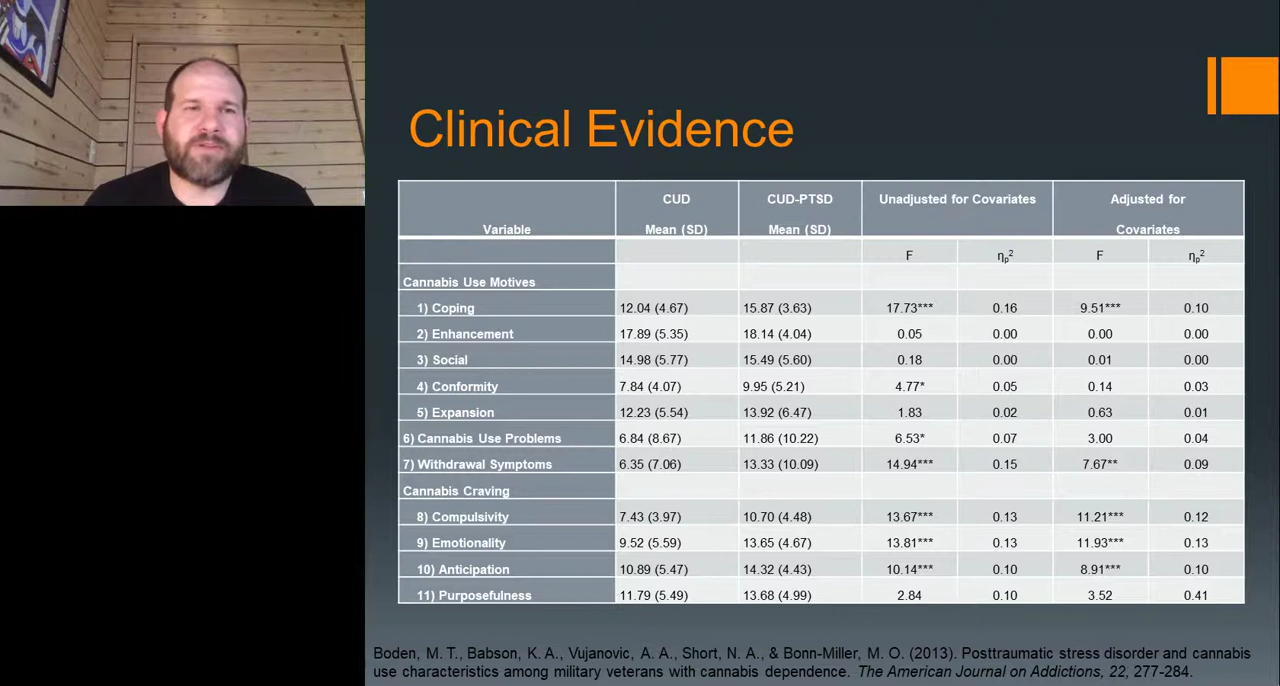 Clinical Evidence
Variable CUD Mean (SD) CUD-PTSD Mean (SD) Unadjusted for Covariates Adjusted for Covariates
F ηp² F ηp²
Cannabis Use Motives
1) Coping 12.04 (4.67) 15.87 (3.63) 17.73*** 0.16 9.51*** 0.10
2) Enhancement 17.89 (5.35) 18.14 (4.04) 0.05 0.00 0.00 0.00
3) Social 14.98 (5.77) 15.49 (5.60) 0.18 0.00 0.01 0.00
4) Conformity 7.84 (4.07) 9.95 (5.21) 4.77* 0.05 0.14 0.03
5) Expansion 12.23 (5.54) 13.92 (6.47) 1.83 0.02 0.63 0.01
6) Cannabis Use Problems 6.84 (8.67) 11.86 (10.22) 6.53* 0.07 3.00 0.04
7) Withdrawal Symptoms 6.35 (7.06) 13.33 (10.09) 14.94*** 0.15 7.67** 0.09
Cannabis Craving
8) Compulsivity 7.43 (3.97) 10.70 (4.48) 13.67*** 0.13 11.21*** 0.12
9) Emotionality 9.52 (5.59) 13.65 (4.67) 13.81*** 0.13 11.93*** 0.13
10) Anticipation 10.89 (5.47) 14.32 (4.43) 10.14*** 0.10 8.91*** 0.10
11) Purposefulness 11.79 (5.49) 13.68 (4.99) 2.84 0.10 3.52 0.41
Boden, M. T., Babson, K. A., Vujanovic, A. A., Short, N. A., & Bonn-Miller, M. O. (2013). Posttraumatic stress disorder and cannabis
use characteristics among military veterans with cannabis dependence. The American Journal on Addictions, 22, 277-284.